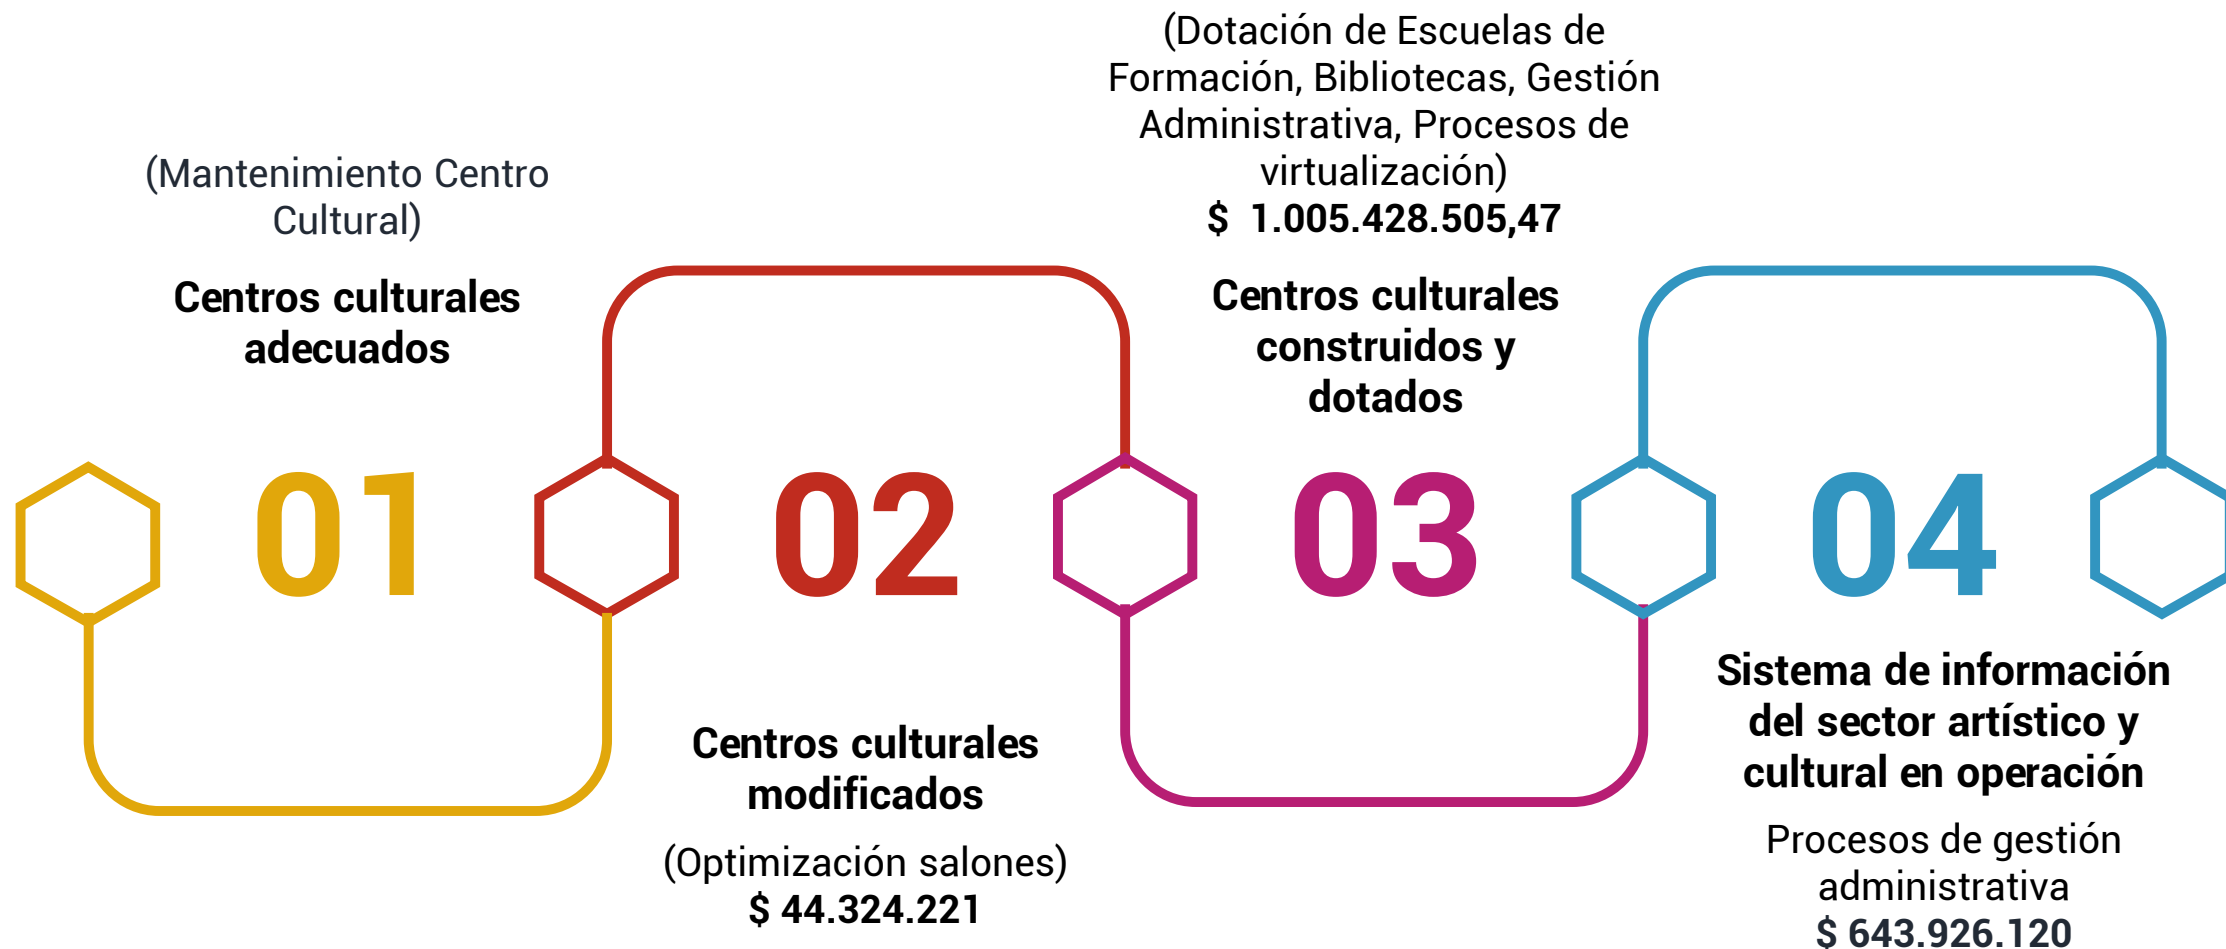 (Mantenimiento Centro
Cultural)
Centros culturales
adecuados
01
02
Centros culturales
modificados
(Optimización salones)
$ 44.324.221
(Dotación de Escuelas de
Formación, Bibliotecas, Gestión
Administrativa, Procesos de
virtualización)
$ 1.005.428.505,47
Centros culturales
construidos y
dotados
03
04
Sistema de información
del sector artístico y
cultural en operación
Procesos de gestión
administrativa
$ 643.926.120